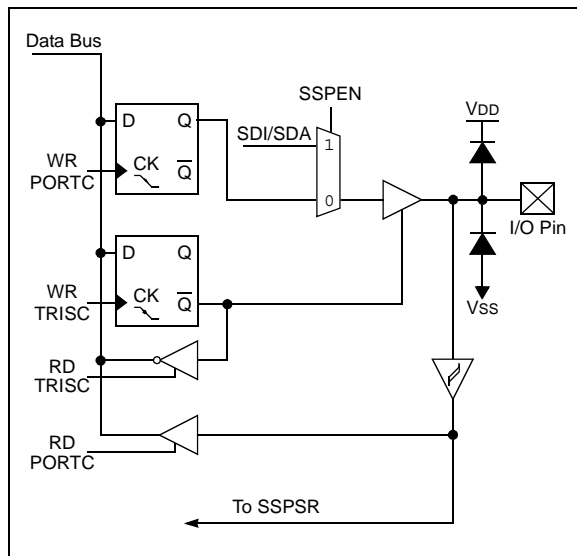 Data Bus
SSPEN
VDD
D Q
SDI/SDA
1
WR
PORTC
CK
Q
0
I/O Pin
D Q
VSS
WR
TRISC
CK
Q
RD
TRISC
RD
PORTC
To SSPSR